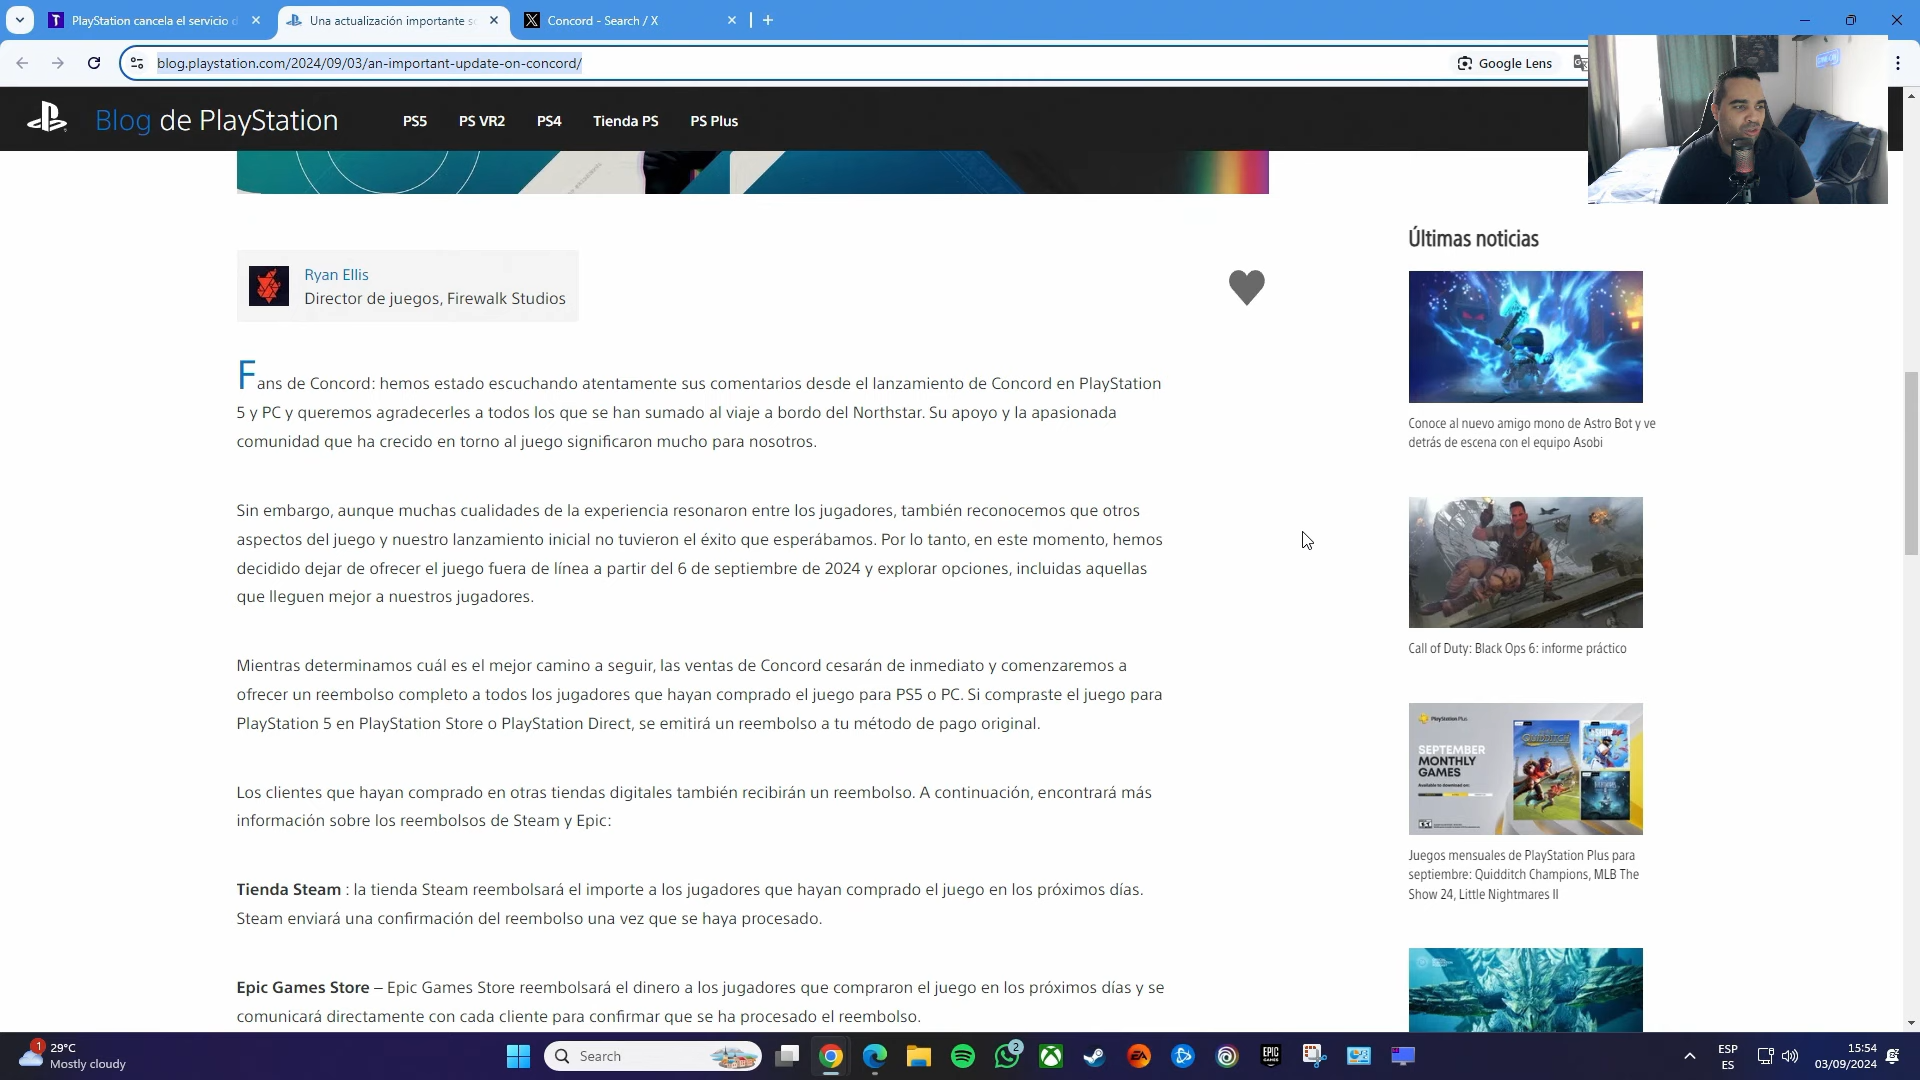 PlayStation cancela el servicio d
Una actualización importante so
Concord - Search / X
blog.playstation.com/2024/09/03/an-important-update-on-concord/
Google Lens
Blog de PlayStation
PS5
PS VR2
PS4
Tienda PS
PS Plus
Ryan Ellis
Director de juegos, Firewalk Studios
Fans de Concord: hemos estado escuchando atentamente sus comentarios desde el lanzamiento de Concord en PlayStation
5 y PC y queremos agradecerles a todos los que se han sumado al viaje a bordo del Northstar. Su apoyo y la apasionada
comunidad que ha crecido en torno al juego significaron mucho para nosotros.
Sin embargo, aunque muchas cualidades de la experiencia resonaron entre los jugadores, también reconocemos que otros
aspectos del juego y nuestro lanzamiento inicial no tuvieron el éxito que esperábamos. Por lo tanto, en este momento, hemos
decidido dejar de ofrecer el juego fuera de línea a partir del 6 de septiembre de 2024 y explorar opciones, incluidas aquellas
que lleguen mejor a nuestros jugadores.
Mientras determinamos cuál es el mejor camino a seguir, las ventas de Concord cesarán de inmediato y comenzaremos a
ofrecer un reembolso completo a todos los jugadores que hayan comprado el juego para PS5 o PC. Si compraste el juego para
PlayStation 5 en PlayStation Store o PlayStation Direct, se emitirá un reembolso a tu método de pago original.
Los clientes que hayan comprado en otras tiendas digitales también recibirán un reembolso. A continuación, encontrará más
información sobre los reembolsos de Steam y Epic:
Tienda Steam : la tienda Steam reembolsará el importe a los jugadores que hayan comprado el juego en los próximos días.
Steam enviará una confirmación del reembolso una vez que se haya procesado.
Epic Games Store – Epic Games Store reembolsará el dinero a los jugadores que compraron el juego en los próximos días y se
comunicará directamente con cada cliente para confirmar que se ha procesado el reembolso.
Últimas noticias
Conoce al nuevo amigo mono de Astro Bot y ve
detrás de escena con el equipo Asobi
Call of Duty: Black Ops 6: informe práctico
PlayStation Plus
SEPTEMBER
MONTHLY
GAMES
Juegos mensuales de PlayStation Plus para
septiembre: Quidditch Champions, MLB The
Show 24, Little Nightmares II
1
29°C
Mostly cloudy
Search
2
EA
EPIC
ESP
ES
15:54
03/09/2024